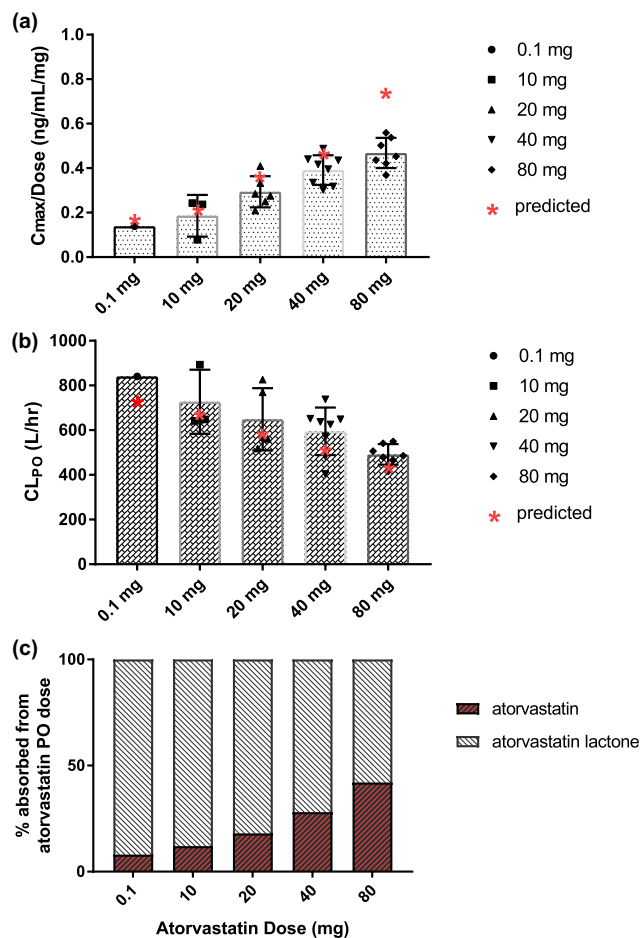 (a)
Cmax/Dose (ng/mL/mg)
1.0
0.8
0.6
0.4
0.2
0.0
0.1 mg
10 mg
20 mg
40 mg
80 mg
0.1 mg
10 mg
20 mg
40 mg
80 mg
predicted
(b)
CLPO (L/hr)
1000
800
600
400
200
0
0.1 mg
10 mg
20 mg
40 mg
80 mg
0.1 mg
10 mg
20 mg
40 mg
80 mg
predicted
(c)
% absorbed from
atorvastatin PO dose
100
50
0
0.1
10
20
40
80
Atorvastatin Dose (mg)
atorvastatin
atorvastatin lactone